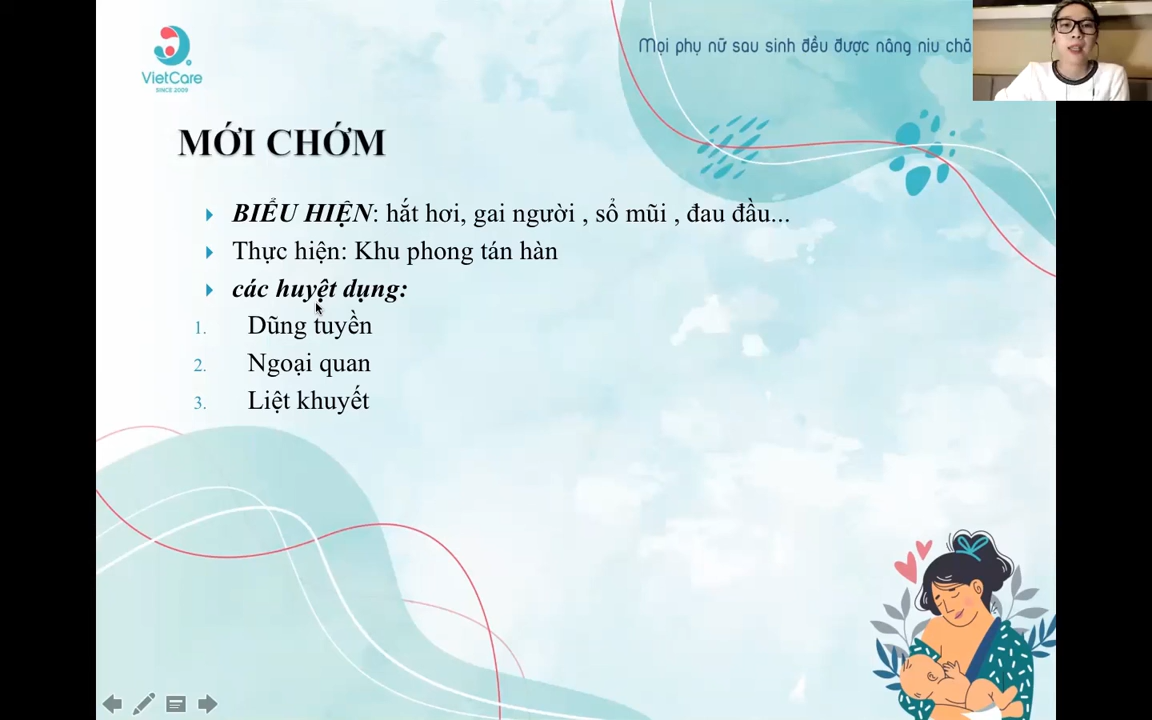 VietCare
SINCE 2009
Mọi phụ nữ sau sinh đều được nâng niu chă
MỚI CHỚM
BIỂU HIỆN: hắt hơi, gai người , sổ mũi , đau đầu...
Thực hiện: Khu phong tán hàn
các huyệt dụng:
1. Dũng tuyền
2. Ngoại quan
3. Liệt khuyết